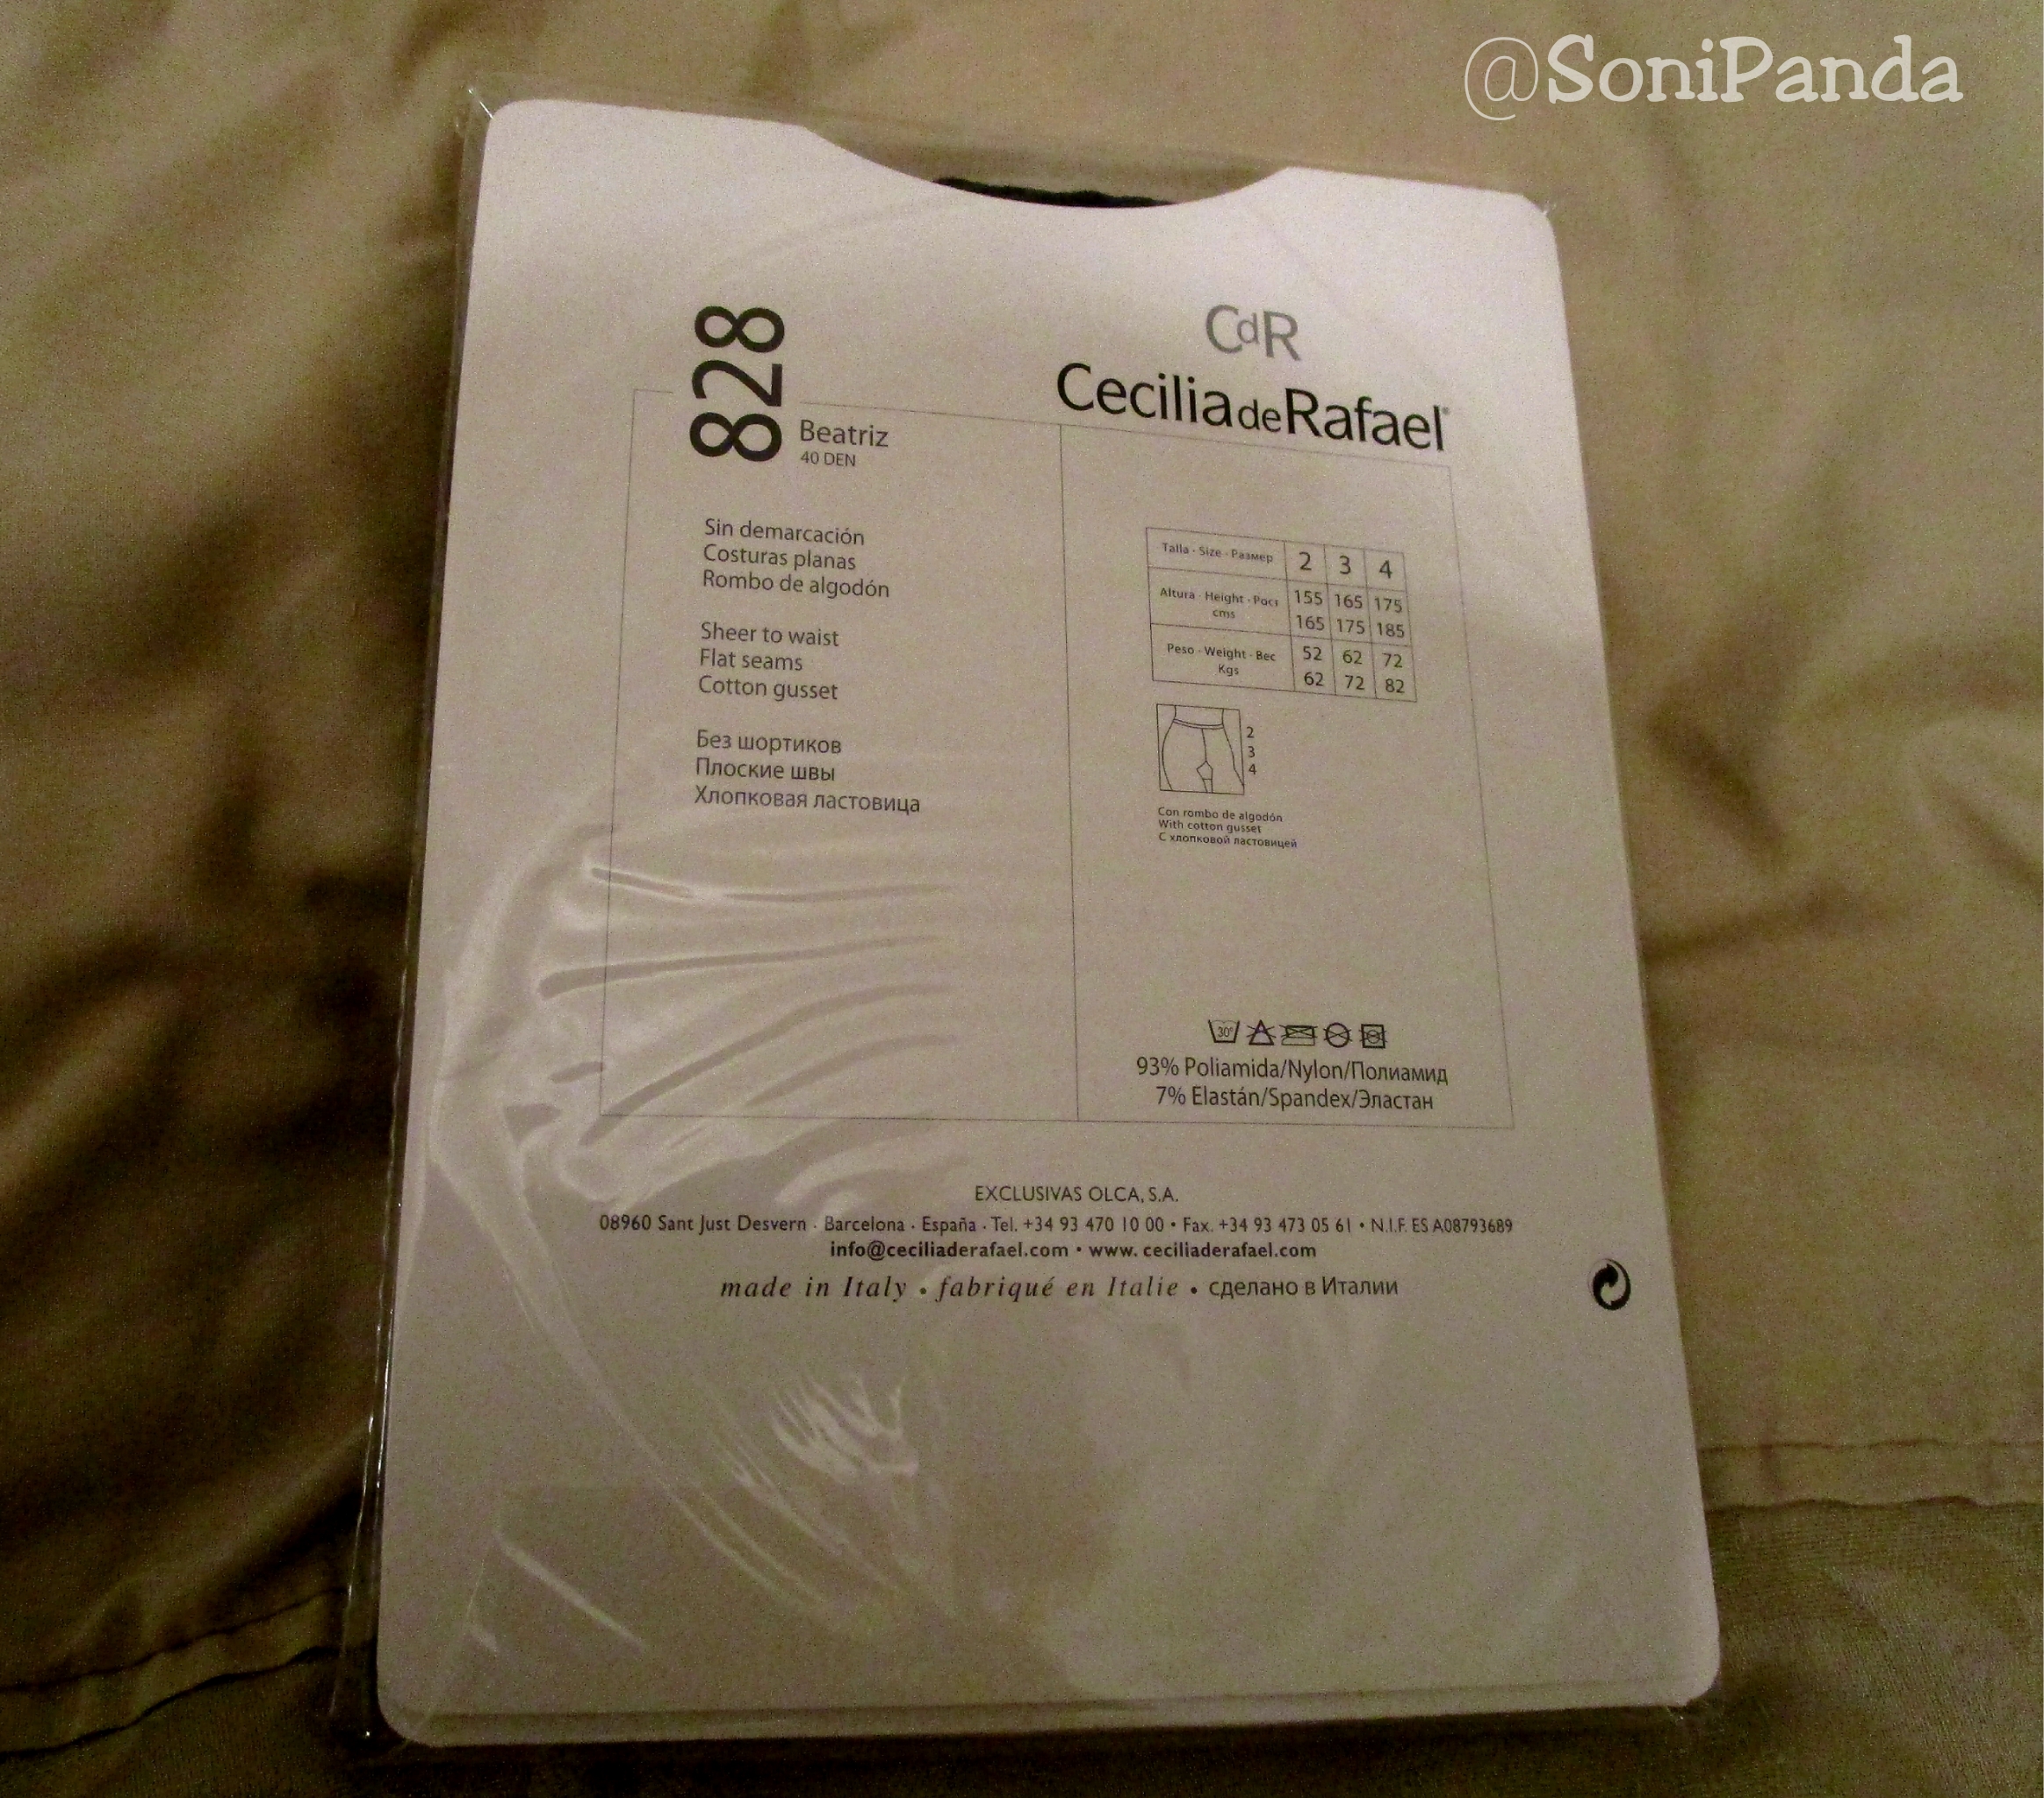 @SoniPanda
828
Beatriz
40 DEN
Sin demarcación
Costuras planas
Rombo de algodón
Sheer to waist
Flat seams
Cotton gusset
Без шортиков
Плоские швы
Хлопковая ластовица
CdR
CeciliadeRafael®
Talla · Size · Размер 2 3 4
Altura · Height · Рост 155 165 175
cms 165 175 185
Peso · Weight · Вес 52 62 72
Kgs 62 72 82
2
3
4
Con rombo de algodón
With cotton gusset
С хлопковой ластовицей
30°
93% Poliamida/Nylon/Полиамид
7% Elastán/Spandex/Эластан
EXCLUSIVAS OLCA, S.A.
08960 Sant Just Desvern · Barcelona · España · Tel. +34 93 470 10 00 • Fax. +34 93 473 05 61 • N.I.F. ES A08793689
info@ceciliaderafael.com • www. ceciliaderafael.com
made in Italy • fabriqué en Italie • сделано в Италии